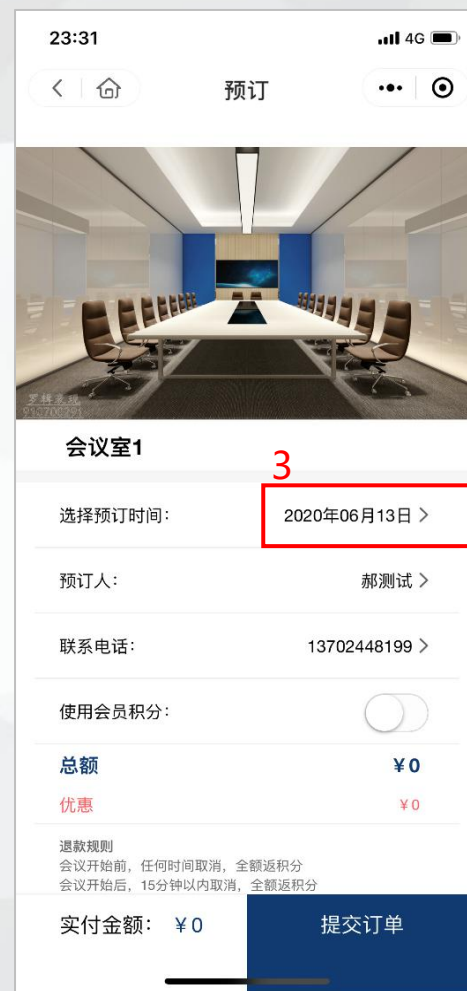 23:31
4G
预订
910700291
会议室1
3
选择预订时间： 2020年06月13日
预订人： 郝测试
联系电话： 13702448199
使用会员积分：
总额 ¥0
优惠 ¥0
退款规则
会议开始前，任何时间取消，全额返积分
会议开始后，15分钟以内取消，全额返积分
实付金额： ¥0 提交订单